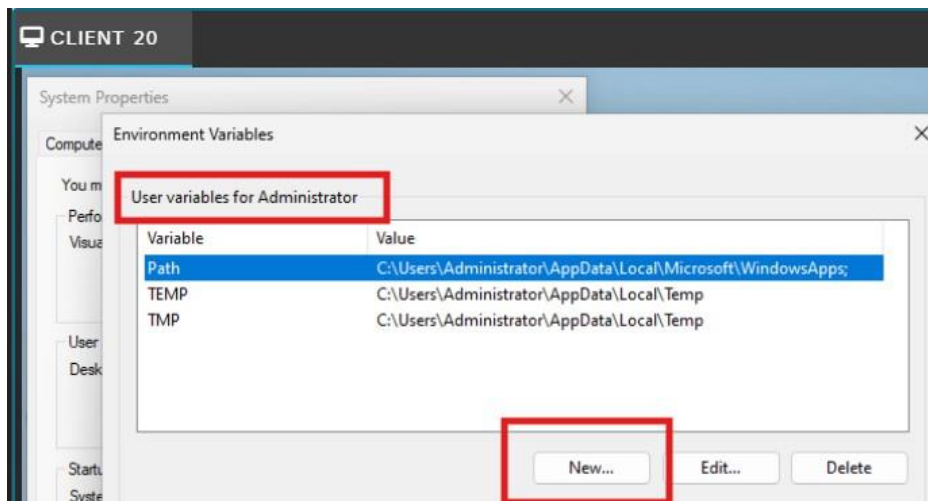 CLIENT 20
System Properties
Environment Variables
Compute
You m
User variables for Administrator
Perfo
Visua
Variable Value
Path C:\Users\Administrator\AppData\Local\Microsoft\WindowsApps;
TEMP C:\Users\Administrator\AppData\Local\Temp
TMP C:\Users\Administrator\AppData\Local\Temp
User
Desk
New... Edit... Delete
Startu
Syste